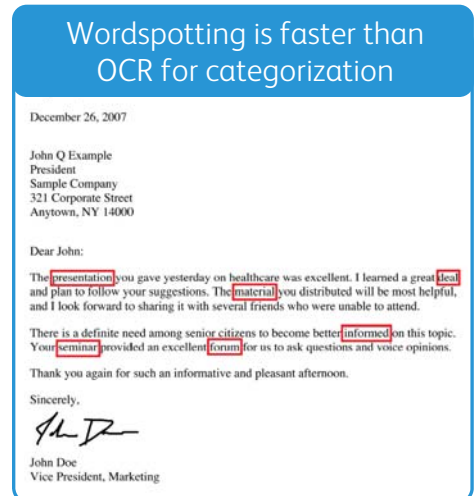 Wordspotting is faster than
OCR for categorization
December 26, 2007
John Q Example
President
Sample Company
321 Corporate Street
Anytown, NY 14000
Dear John:
The presentation you gave yesterday on healthcare was excellent. I learned a great deal
and plan to follow your suggestions. The material you distributed will be most helpful,
and I look forward to sharing it with several friends who were unable to attend.
There is a definite need among senior citizens to become better informed on this topic.
Your seminar provided an excellent forum for us to ask questions and voice opinions.
Thank you again for such an informative and pleasant afternoon.
Sincerely,
John Doe
Vice President, Marketing